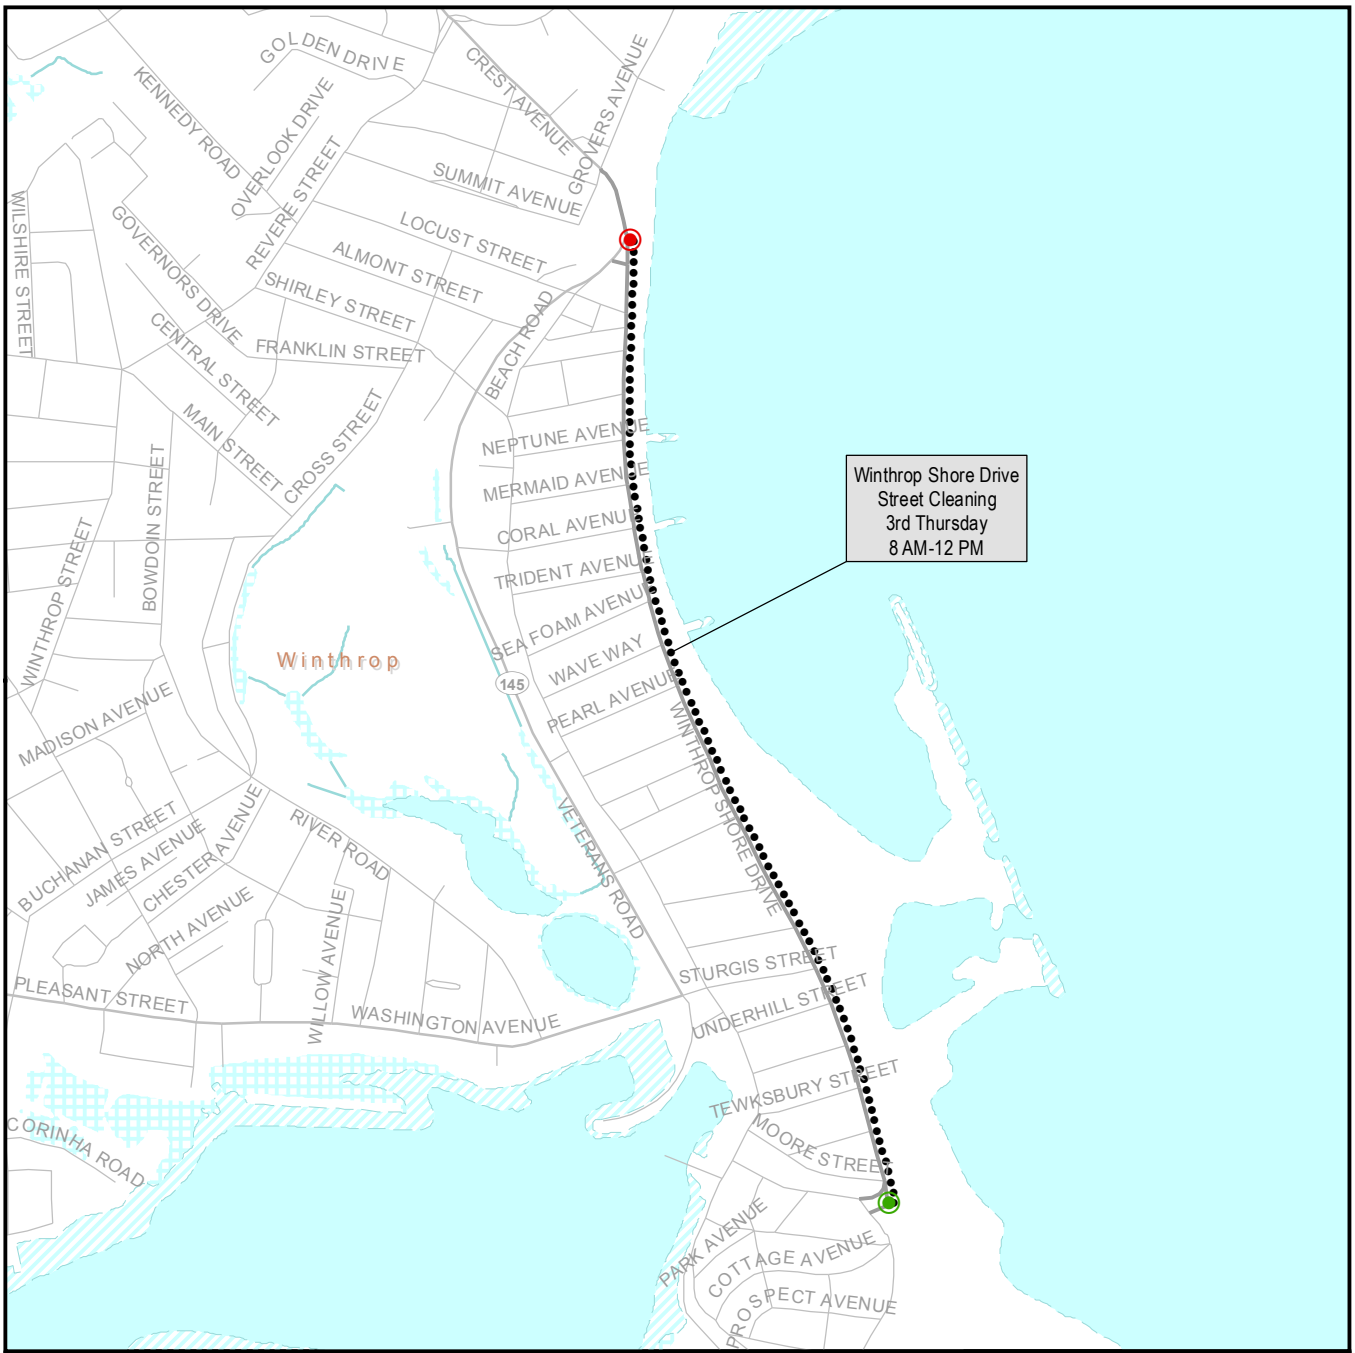 GOLDEN DRIVE
CREST AVENUE
GROVERS AVENUE
KENNEDY ROAD
OVERLOOK DRIVE
REVERE STREET
SUMMIT AVENUE
WILSHIRE STREET
GOVERNORS DRIVE
LOCUST STREET
ALMONT STREET
SHIRLEY STREET
CENTRAL STREET
FRANKLIN STREET
BEACH ROAD
MAIN STREET
CROSS STREET
BOWDOIN STREET
WINTHROP STREET
NEPTUNE AVENUE
MERMAID AVENUE
CORAL AVENU
TRIDENT AVENUE
SEA FOAM AVENU
WAVE WAY
PEARL AVENUE
Winthrop Shore Drive
Street Cleaning
3rd Thursday
8 AM-12 PM
Winthrop
145
MADISON AVENUE
WINTHROP SHORE DRIVE
VETERANS ROAD
BUCHANAN STREET
JAMES AVENUE
CHESTER AVENUE
RIVER ROAD
NORTH AVENUE
WILLOW AVENUE
PLEASANT STREET
WASHINGTON AVENUE
STURGIS STREET
UNDERHILL STREET
TEWKSBURY STREET
MOORE STREET
CORINHA ROAD
PARK AVENUE
COTTAGE AVENUE
PROSPECT AVENUE